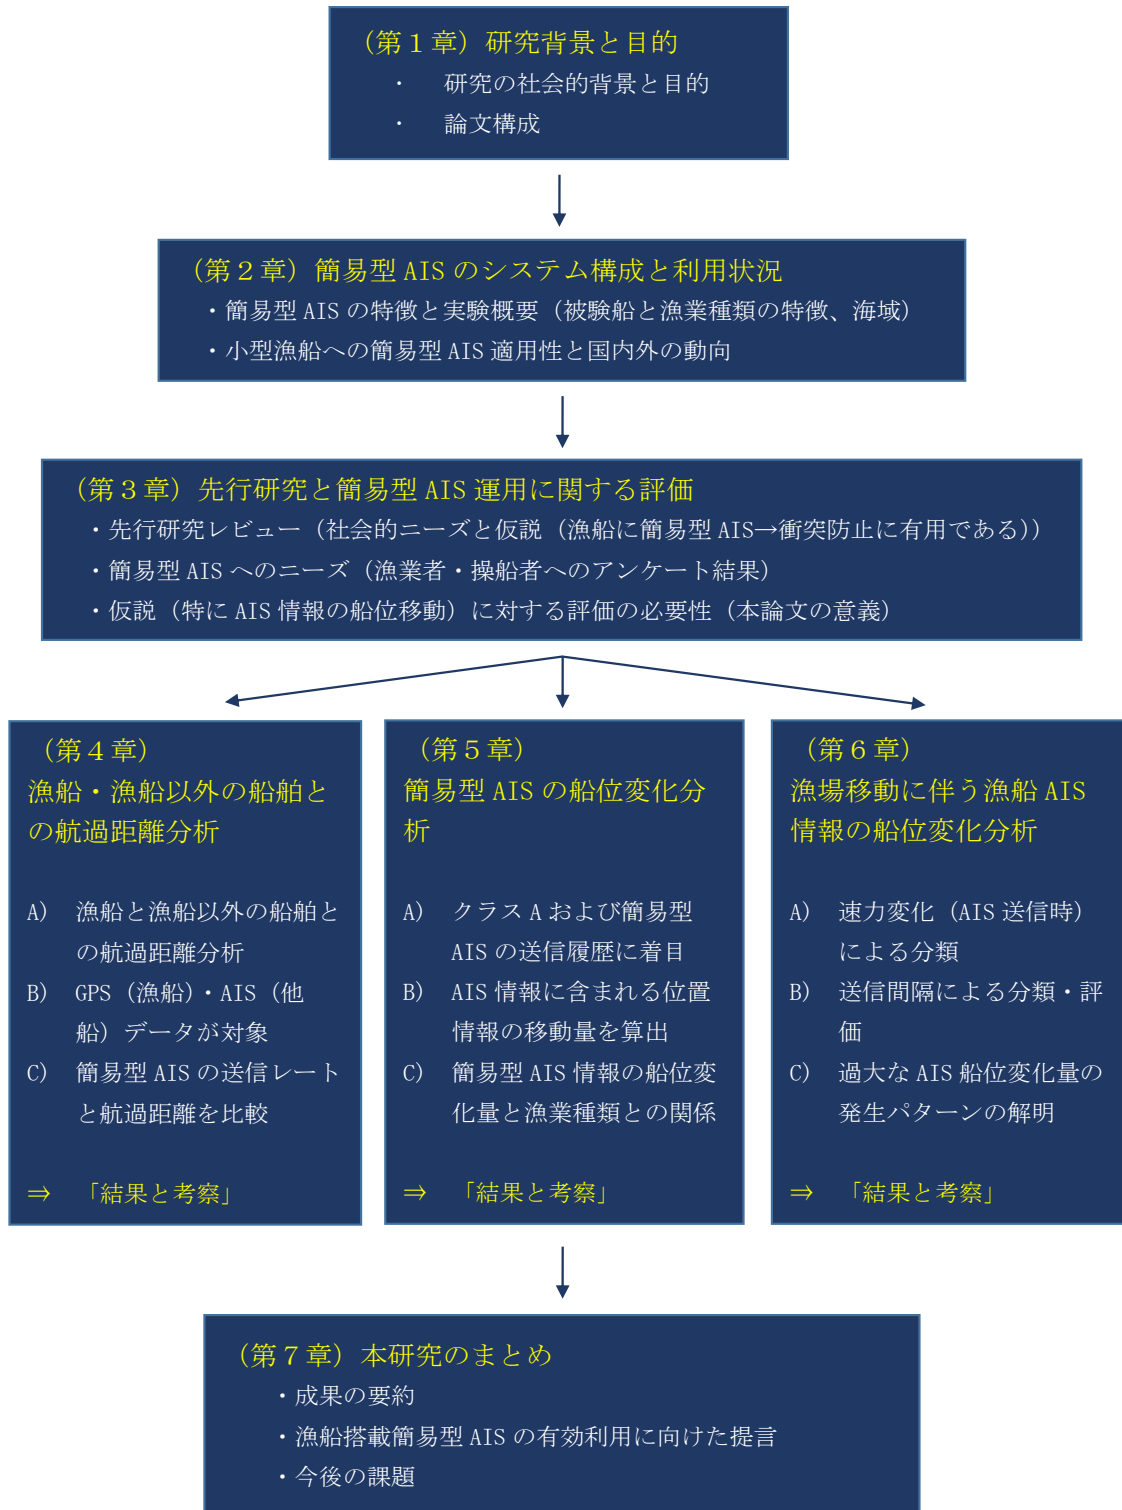 （第１章）研究背景と目的
・ 研究の社会的背景と目的
・ 論文構成
（第２章）簡易型 AIS のシステム構成と利用状況
・簡易型 AIS の特徴と実験概要（被験船と漁業種類の特徴、海域）
・小型漁船への簡易型 AIS 適用性と国内外の動向
（第３章）先行研究と簡易型 AIS 運用に関する評価
・先行研究レビュー（社会的ニーズと仮説（漁船に簡易型 AIS→衝突防止に有用である））
・簡易型 AIS へのニーズ（漁業者・操船者へのアンケート結果）
・仮説（特に AIS 情報の船位移動）に対する評価の必要性（本論文の意義）
（第４章）
漁船・漁船以外の船舶と
の航過距離分析
A) 漁船と漁船以外の船舶と
の航過距離分析
B) GPS（漁船）・AIS（他
船）データが対象
C) 簡易型 AIS の送信レート
と航過距離を比較
⇒ 「結果と考察」
（第５章）
簡易型 AIS の船位変化分
析
A) クラス A および簡易型
AIS の送信履歴に着目
B) AIS 情報に含まれる位置
情報の移動量を算出
C) 簡易型 AIS 情報の船位変
化量と漁業種類との関係
⇒ 「結果と考察」
（第６章）
漁場移動に伴う漁船 AIS
情報の船位変化分析
A) 速力変化（AIS 送信時）
による分類
B) 送信間隔による分類・評
価
C) 過大な AIS 船位変化量の
発生パターンの解明
⇒ 「結果と考察」
（第７章）本研究のまとめ
・成果の要約
・漁船搭載簡易型 AIS の有効利用に向けた提言
・今後の課題